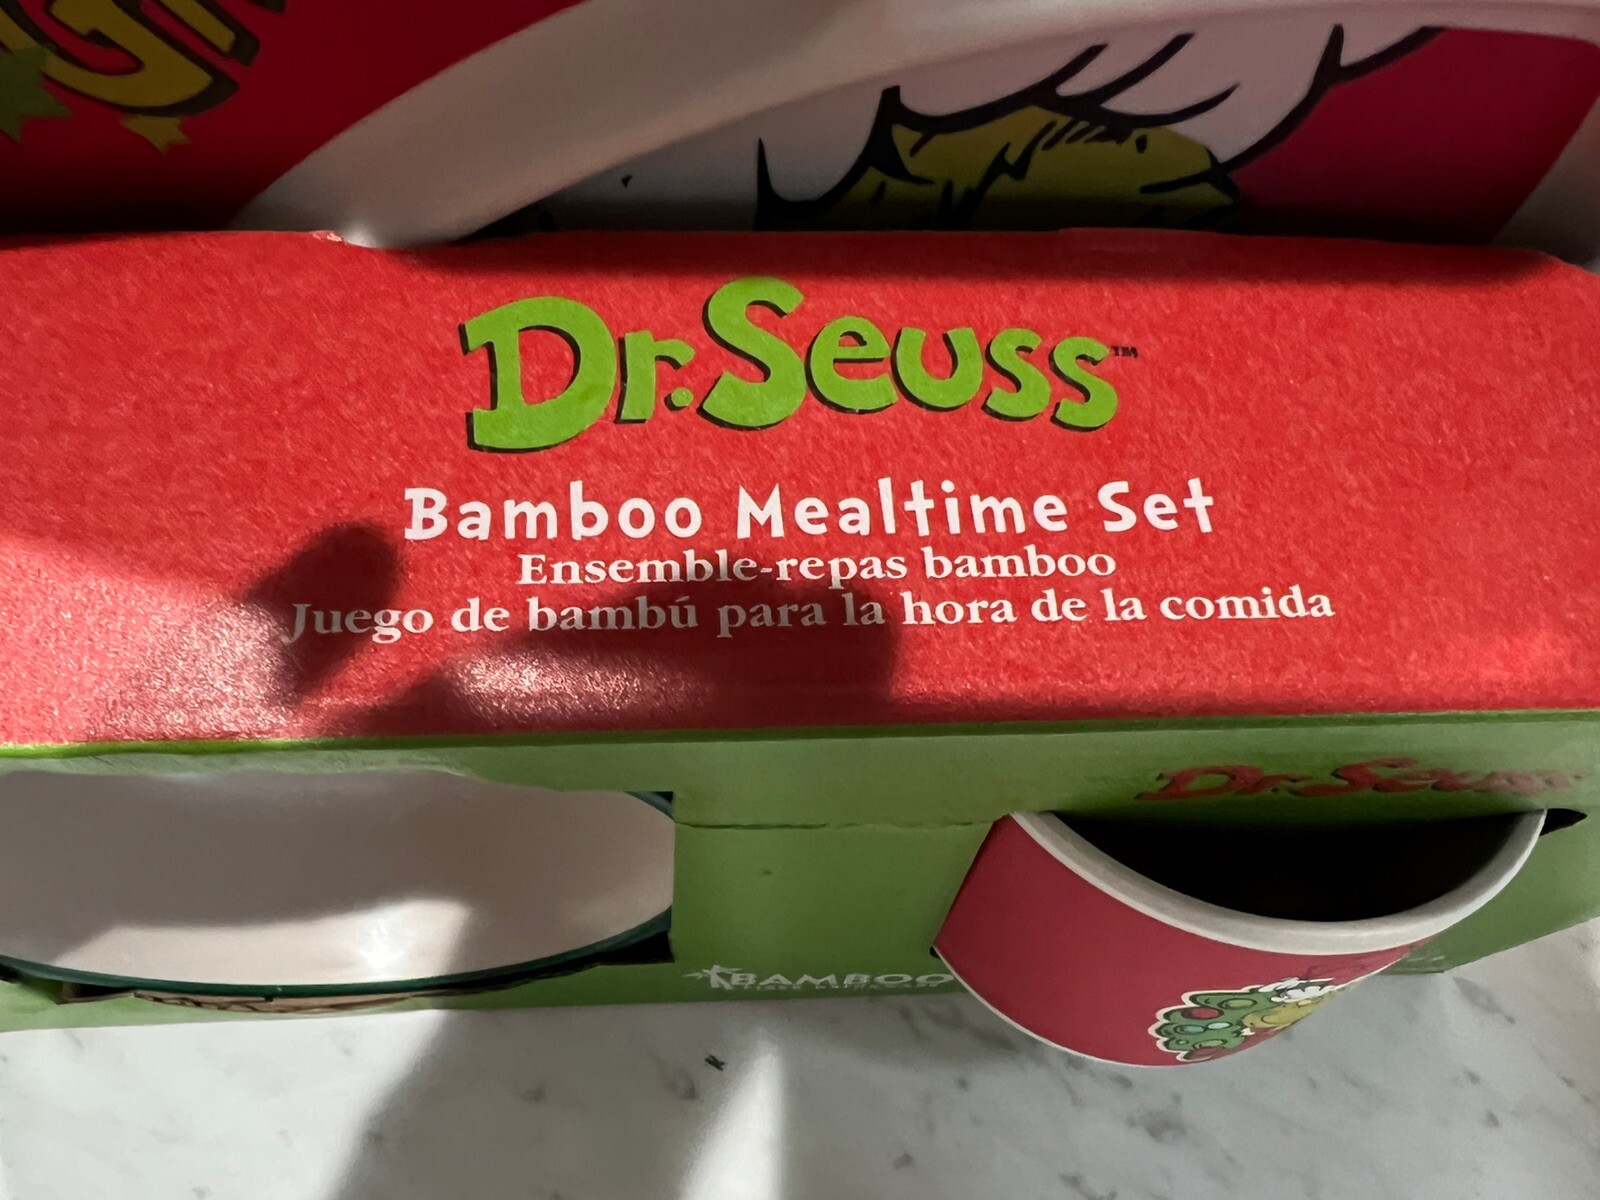 Dr. Seuss™
Bamboo Mealtime Set
Ensemble-repas bamboo
Juego de bambú para la hora de la comida
Dr. Seuss
BAMBOO